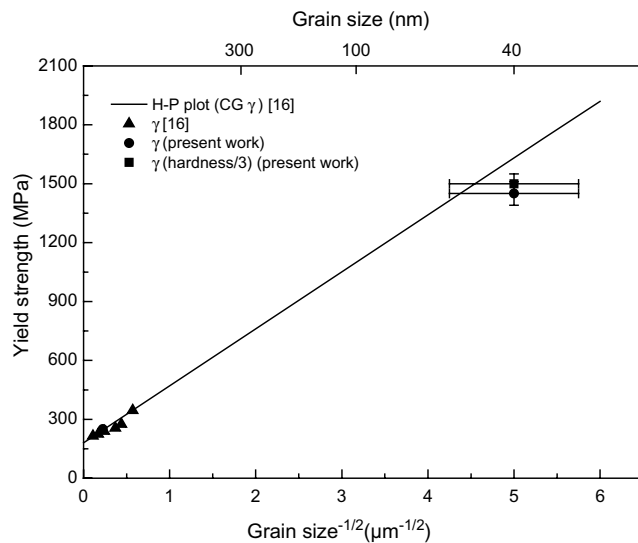 Grain size (nm)
300 100 40
2100
1800
1500
1200
900
600
300
0
H-P plot (CG γ) [16]
γ [16]
γ (present work)
γ (hardness/3) (present work)
Yield strength (MPa)
0 1 2 3 4 5 6
Grain size-1/2(μm-1/2)